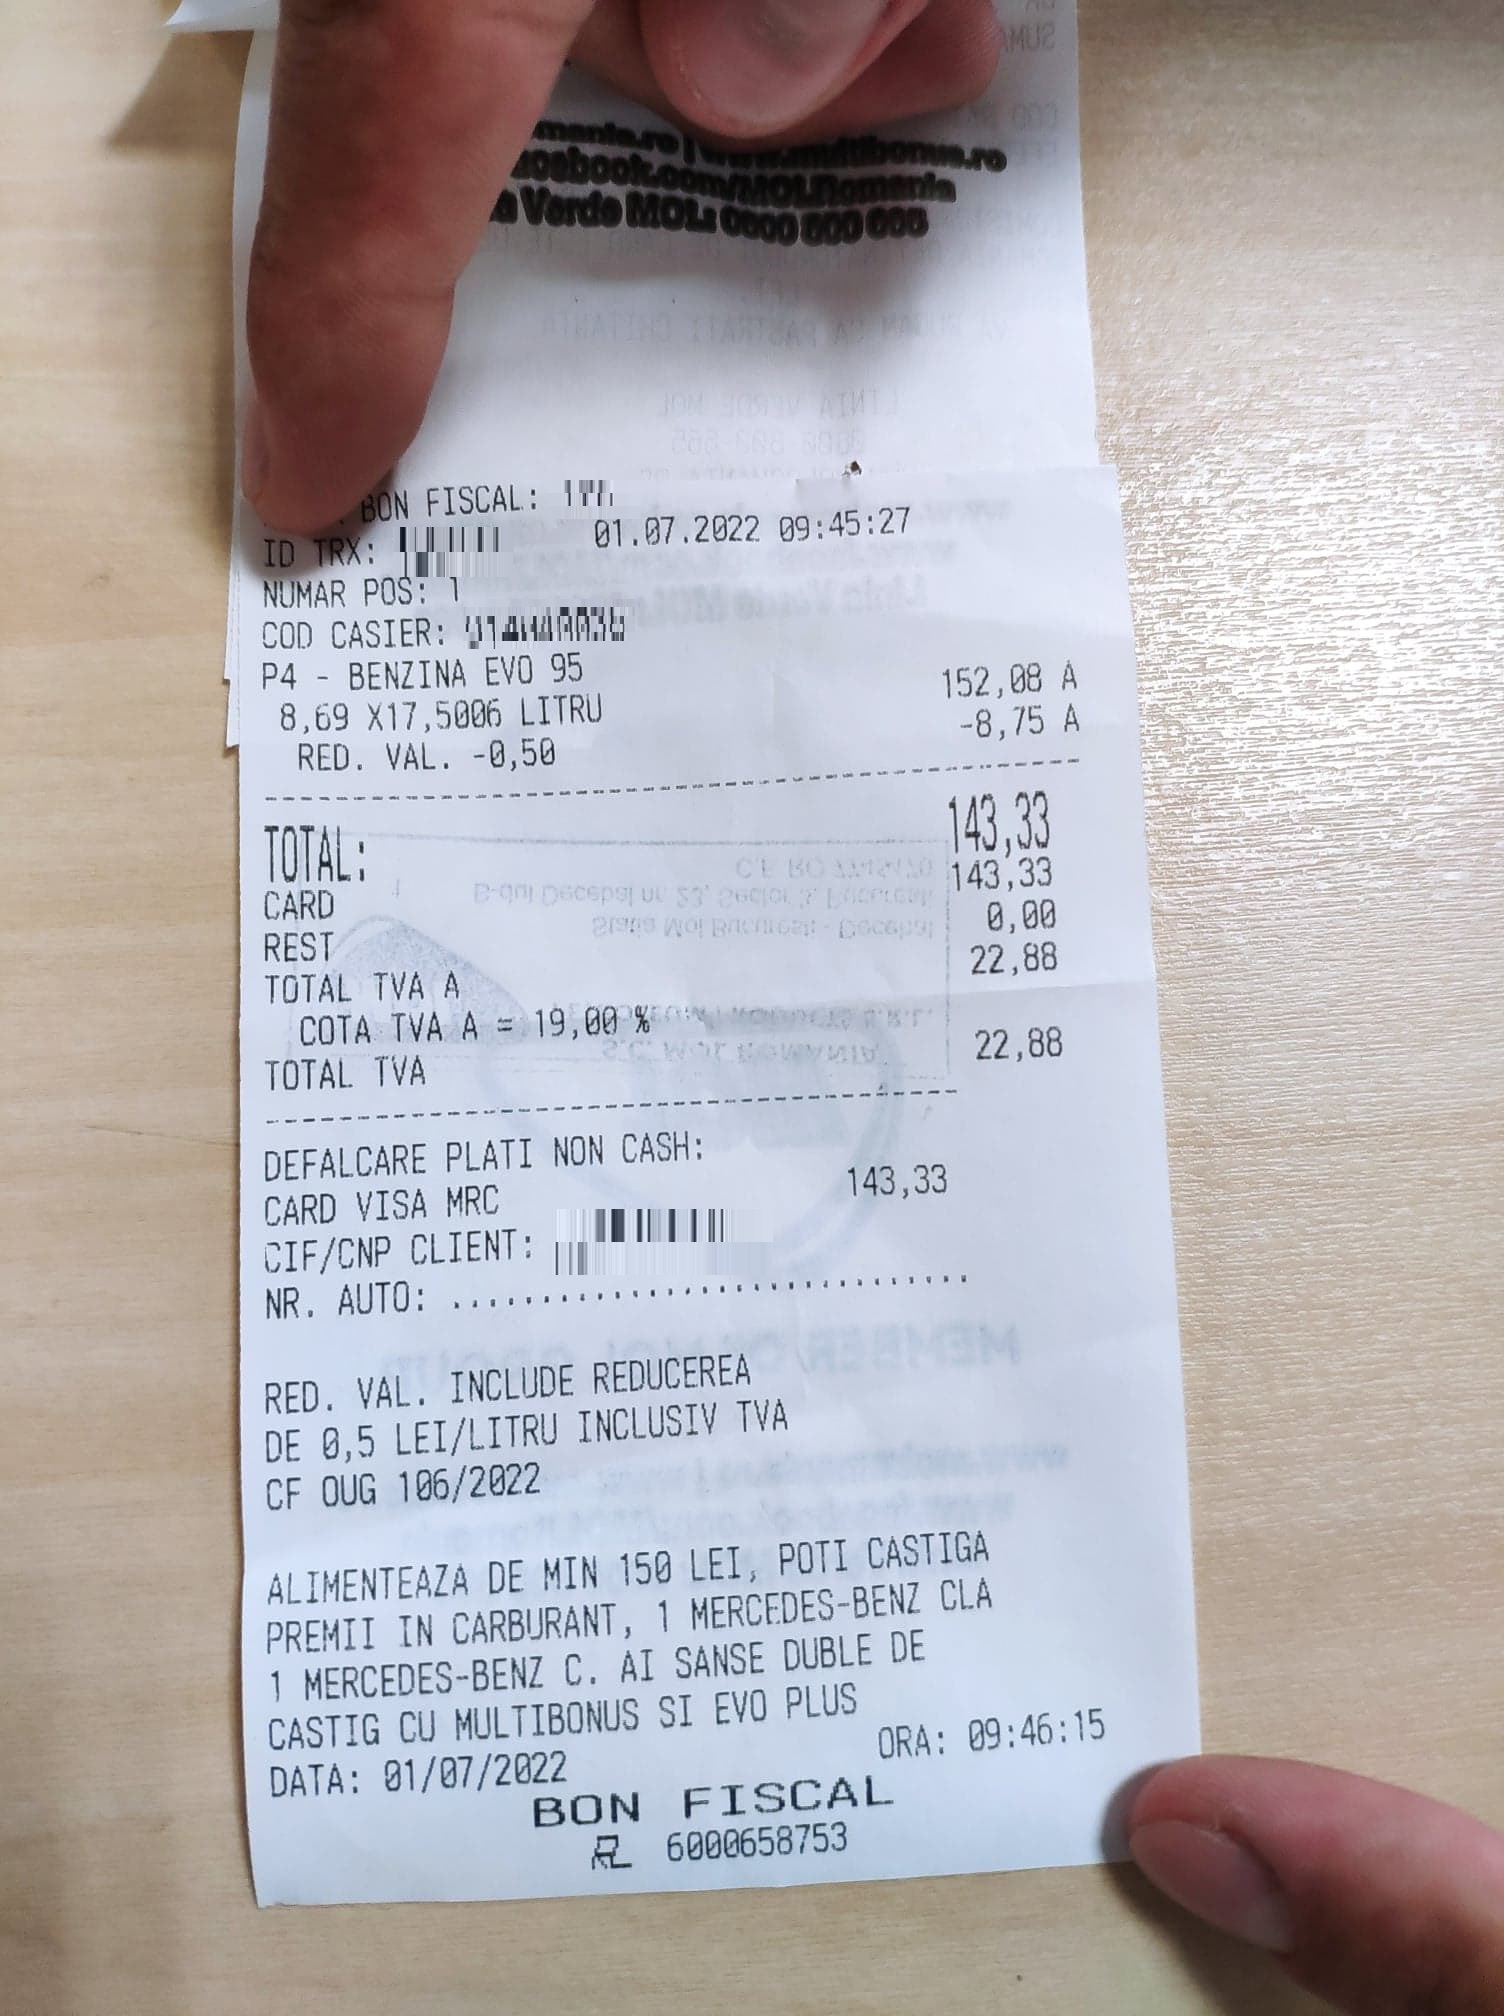 BON FISCAL:
ID TRX: 01.07.2022 09:45:27
NUMAR POS: 1
COD CASIER:
P4 - BENZINA EVO 95 152,08 A
8,69 X17,5006 LITRU -8,75 A
RED. VAL. -0,50
TOTAL: 143,33
CARD 143,33
REST 0,00
TOTAL TVA A 22,88
COTA TVA A = 19,00 %
TOTAL TVA 22,88
DEFALCARE PLATI NON CASH:
CARD VISA MRC 143,33
CIF/CNP CLIENT:
NR. AUTO: ....................................
RED. VAL. INCLUDE REDUCEREA
DE 0,5 LEI/LITRU INCLUSIV TVA
CF OUG 106/2022
ALIMENTEAZA DE MIN 150 LEI, POTI CASTIGA
PREMII IN CARBURANT, 1 MERCEDES-BENZ CLA
1 MERCEDES-BENZ C. AI SANSE DUBLE DE
CASTIG CU MULTIBONUS SI EVO PLUS
DATA: 01/07/2022 ORA: 09:46:15
BON FISCAL
6000658753